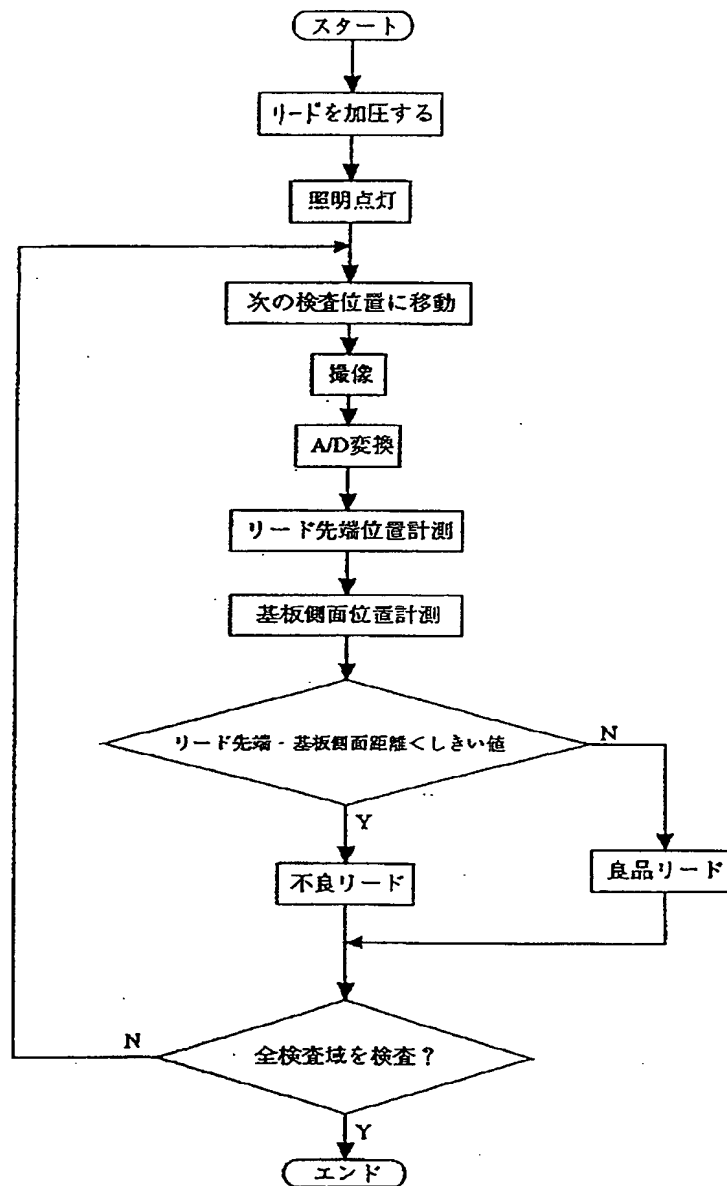 スタート
リードを加圧する
照明点灯
次の検査位置に移動
撮像
A/D変換
リード先端位置計測
基板側面位置計測
リード先端 - 基板側面距離<しきい値
N
Y
不良リード
良品リード
N
全検査域を検査?
Y
エンド